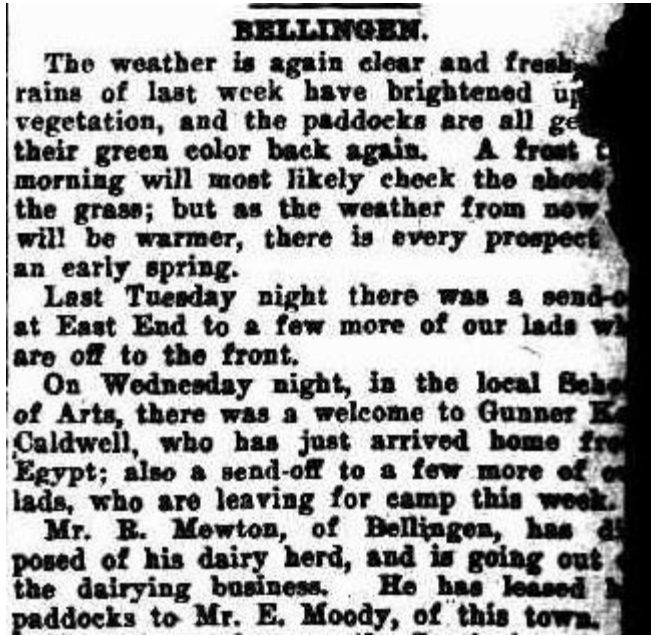 BELLINGEN.
The weather is again clear and fresh,
rains of last week have brightened up
vegetation, and the paddocks are all
their green color back again. A frost
morning will most likely check the
the grass; but as the weather from now
will be warmer, there is every prospect
an early spring.
Last Tuesday night there was a
at East End to a few more of our lads
are off to the front.
On Wednesday night, in the local
of Arts, there was a welcome to Gunner
Caldwell, who has just arrived home
Egypt; also a send-off to a few more of
lads, who are leaving for camp this week.
Mr. R. Mewton, of Bellingen, has
posed of his dairy herd, and is going out
the dairying business. He has leased
paddocks to Mr. E. Moody, of this town.